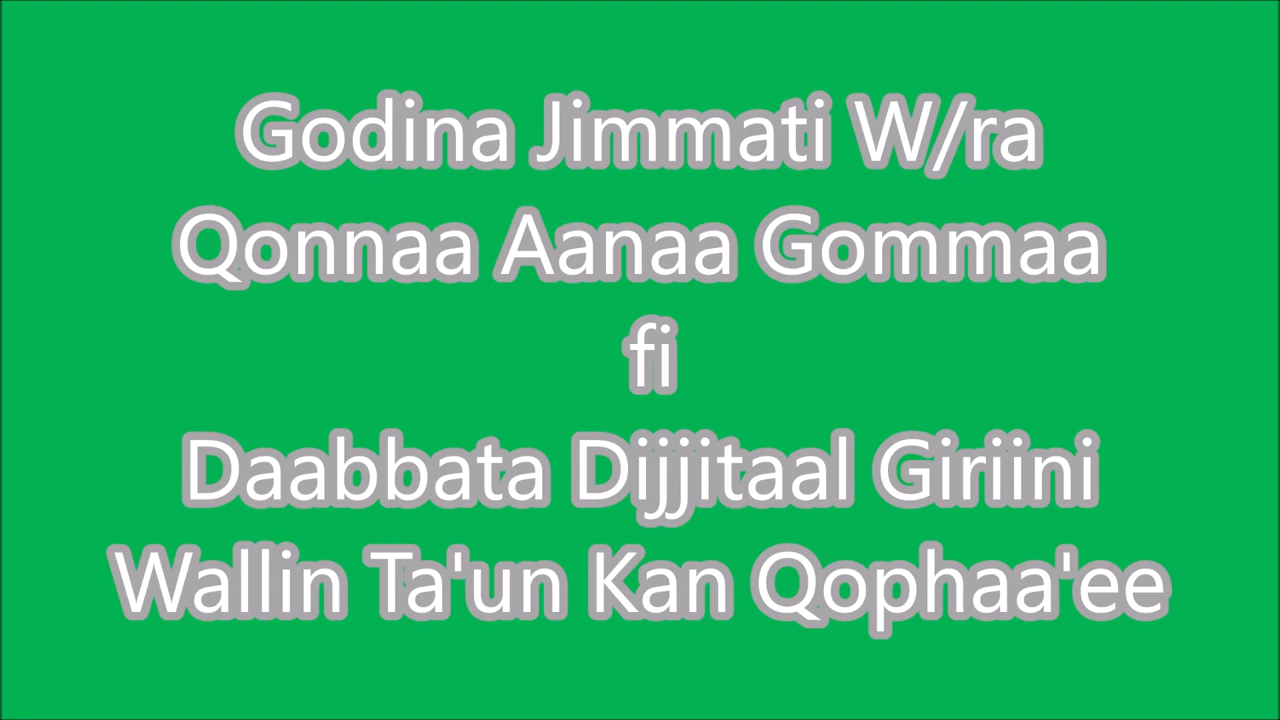 Godina Jimmati W/ra
Qonnaa Aanaa Gommaa
fi
Daabbata Dijjitaal Giriini
Wallin Ta'un Kan Qophaa'ee